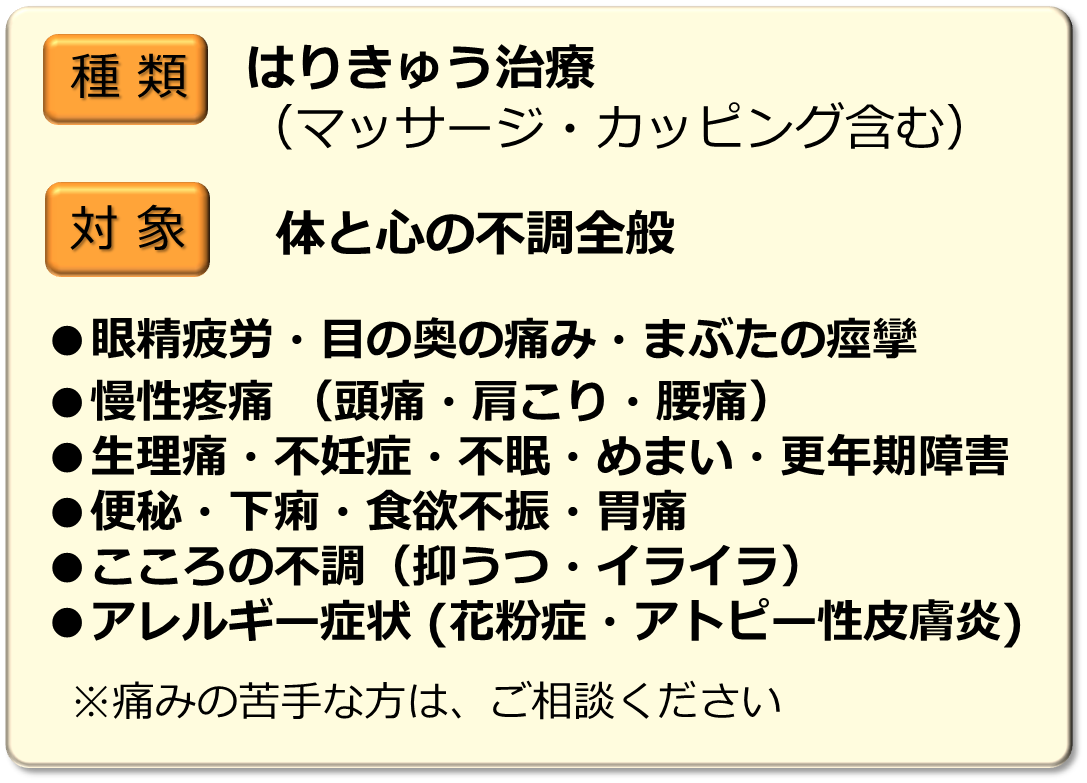 種 類 はりきゅう治療
（マッサージ・カッピング含む）
対 象 体と心の不調全般
●眼精疲労・目の奥の痛み・まぶたの痙攣
●慢性疼痛 （頭痛・肩こり・腰痛）
●生理痛・不妊症・不眠・めまい・更年期障害
●便秘・下痢・食欲不振・胃痛
●こころの不調（抑うつ・イライラ）
●アレルギー症状 (花粉症・アトピー性皮膚炎)
※痛みの苦手な方は、ご相談ください